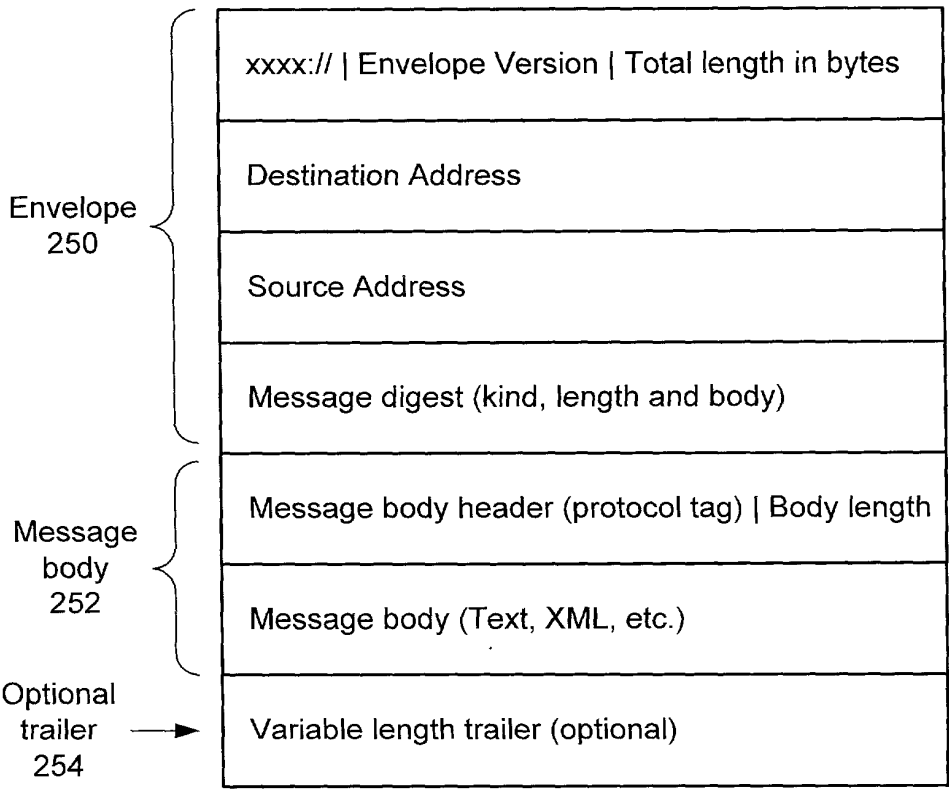 xxxx:// | Envelope Version | Total length in bytes
Destination Address
Envelope
250
Source Address
Message digest (kind, length and body)
Message body header (protocol tag) | Body length
Message
body
252
Message body (Text, XML, etc.)
Optional
trailer
254
Variable length trailer (optional)